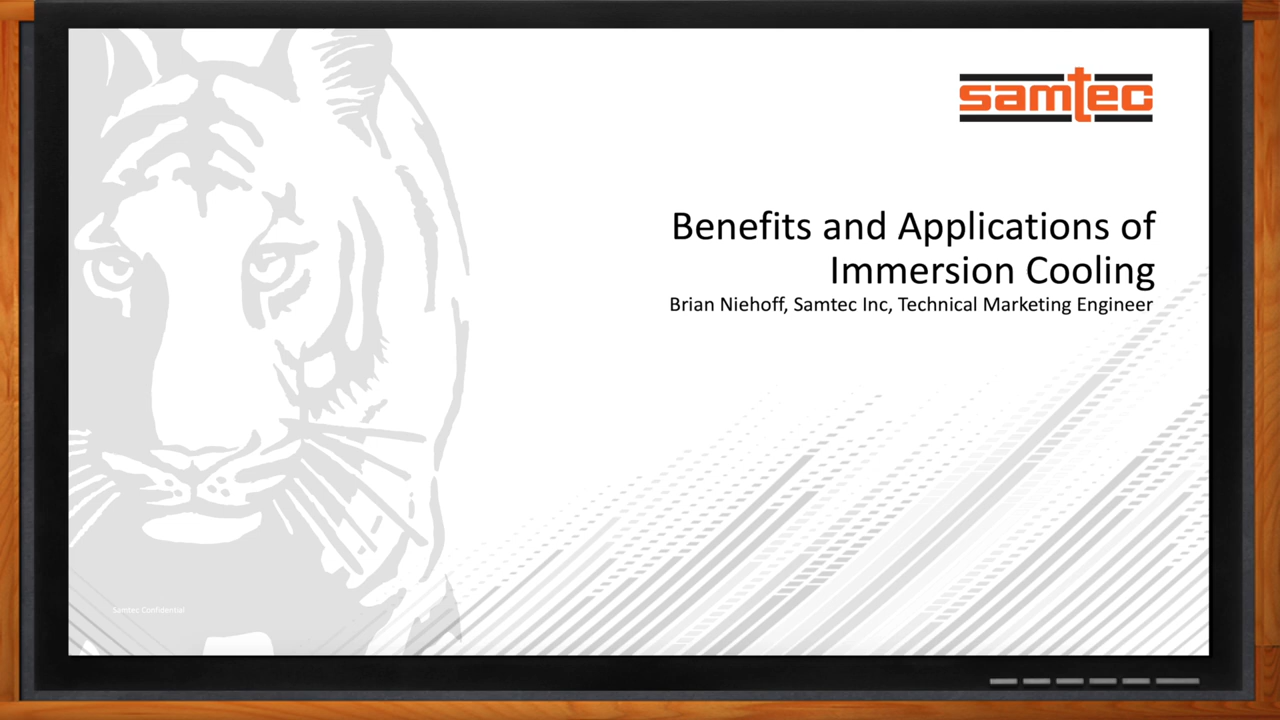 samtec
Benefits and Applications of
Immersion Cooling
Brian Niehoff, Samtec Inc, Technical Marketing Engineer
Samtec Confidential